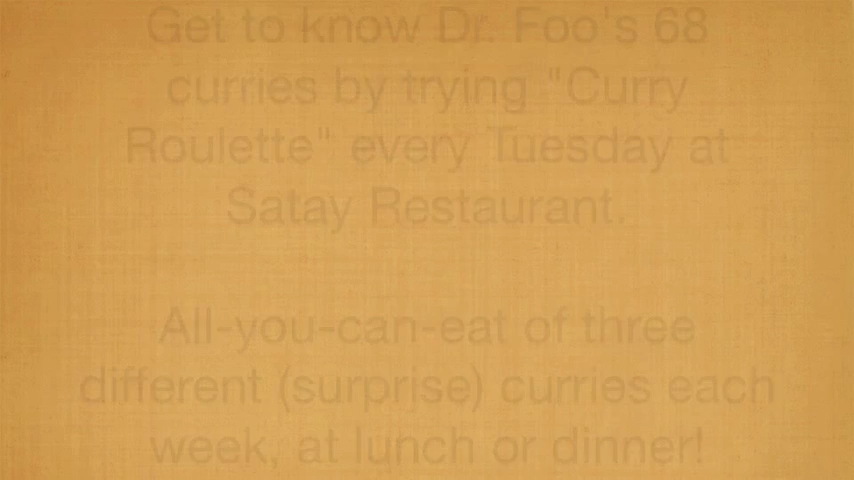 Get to know Dr. Foo's 68
curries by trying "Curry
Roulette" every Tuesday at
Satay Restaurant.
All-you-can-eat of three
different (surprise) curries each
week, at lunch or dinner!